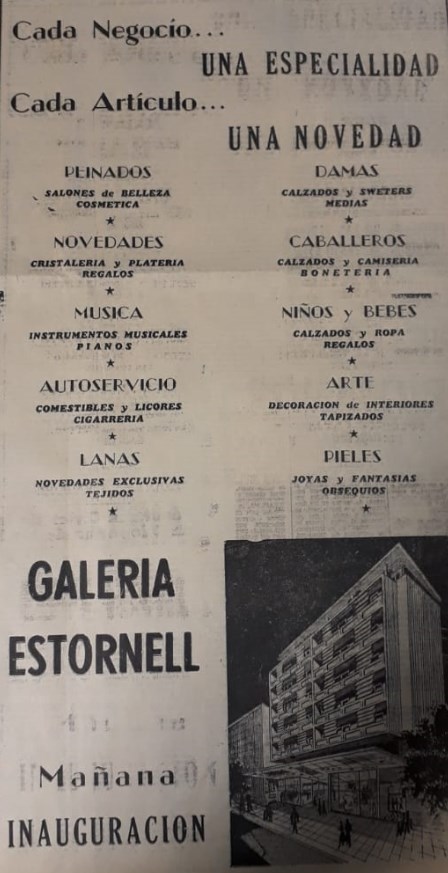 Cada Negocio...
UNA ESPECIALIDAD
Cada Artículo...
UNA NOVEDAD
PEINADOS
SALONES de BELLEZA
COSMETICA
NOVEDADES
CRISTALERIA y PLATERIA
REGALOS
MUSICA
INSTRUMENTOS MUSICALES
PIANOS
AUTOSERVICIO
COMESTIBLES y LICORES
CIGARRERIA
LANAS
NOVEDADES EXCLUSIVAS
TEJIDOS
DAMAS
CALZADOS y SWETERS
MEDIAS
CABALLEROS
CALZADOS y CAMISERIA
BONETERIA
NIÑOS y BEBES
CALZADOS y ROPA
REGALOS
ARTE
DECORACION de INTERIORES
TAPIZADOS
PIELES
JOYAS y FANTASIAS
OBSEQUIOS
GALERIA
ESTORNELL
Mañana
INAUGURACION